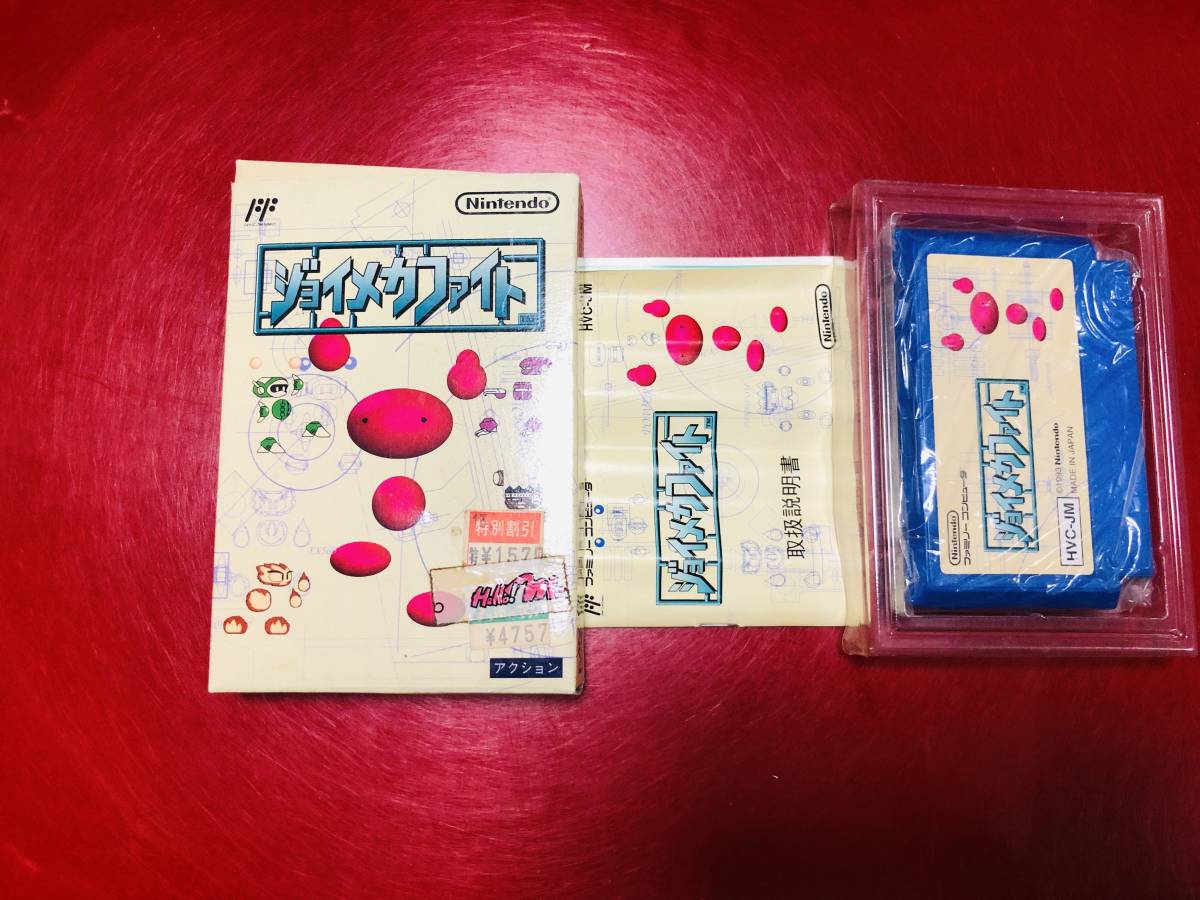 Nintendo
ジョイメカファイト
特別割引
¥157
¥4757
アクション
HVC-JM
Nintendo
ジョイメカファイト™
取扱説明書
ファミリーコンピュータ
Nintendo
ファミリーコンピュータ
ジョイメカファイト
HVC-JM
©1993 Nintendo
MADE IN JAPAN